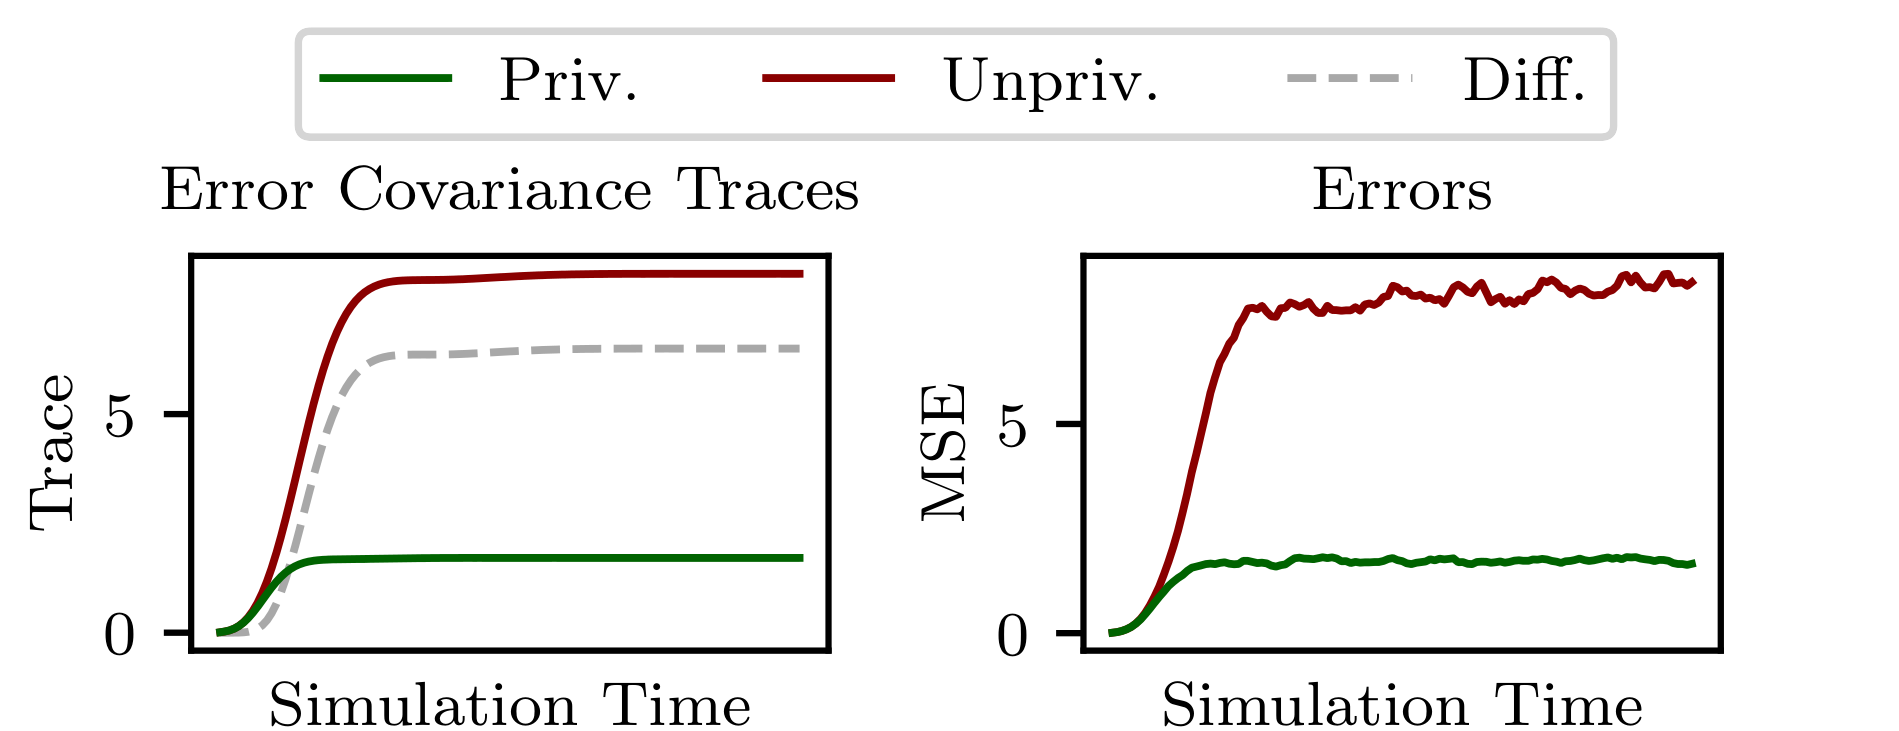 Priv. Unpriv. Diff.
Error Covariance Traces
Trace
5
0
Simulation Time
Errors
MSE
5
0
Simulation Time